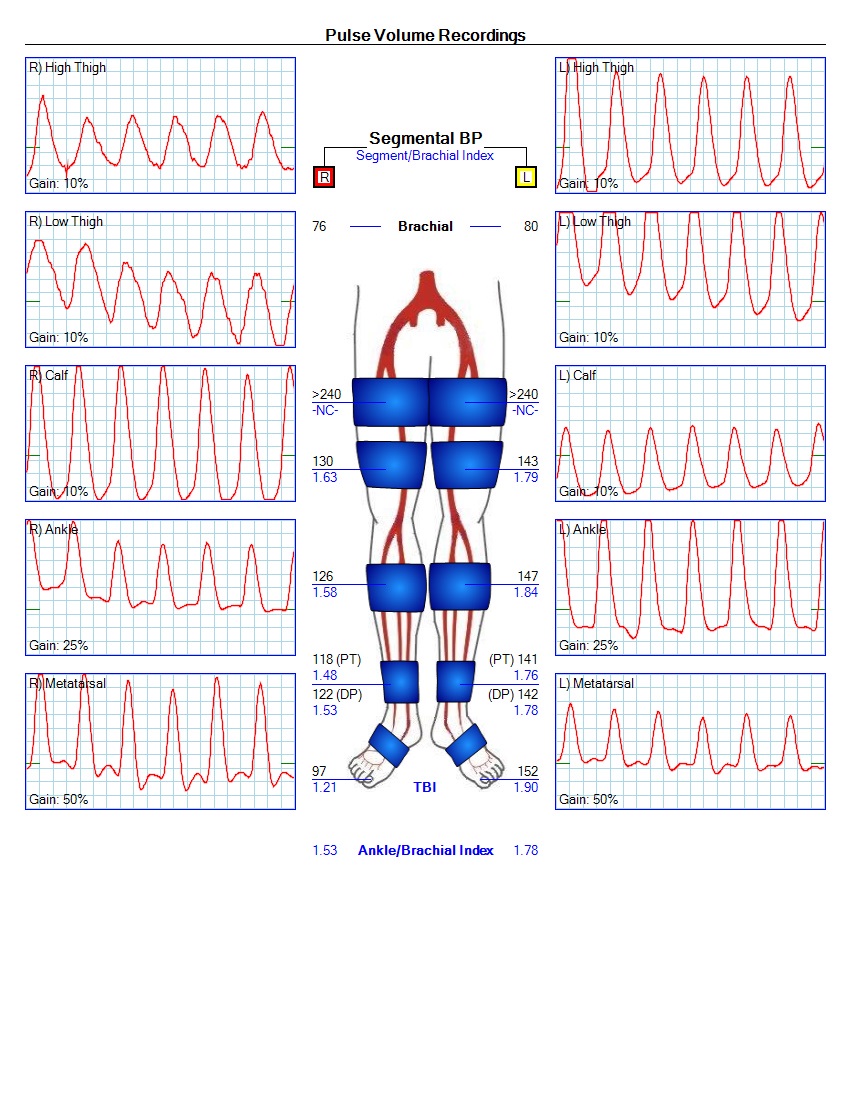 Pulse Volume Recordings
R) High Thigh
Gain: 10%
L) High Thigh
Gain: 10%
Segmental BP
Segment/Brachial Index
R
L
76 Brachial 80
R) Low Thigh
Gain: 10%
L) Low Thigh
Gain: 10%
R) Calf
Gain: 10%
L) Calf
Gain: 10%
>240 >240
-NC- -NC-
130 143
1.63 1.79
R) Ankle
Gain: 25%
L) Ankle
Gain: 25%
126 147
1.58 1.84
118 (PT) (PT) 141
1.48 1.76
122 (DP) (DP) 142
1.53 1.78
R) Metatarsal
Gain: 50%
L) Metatarsal
Gain: 50%
97 152
1.21 TBI 1.90
1.53 Ankle/Brachial Index 1.78